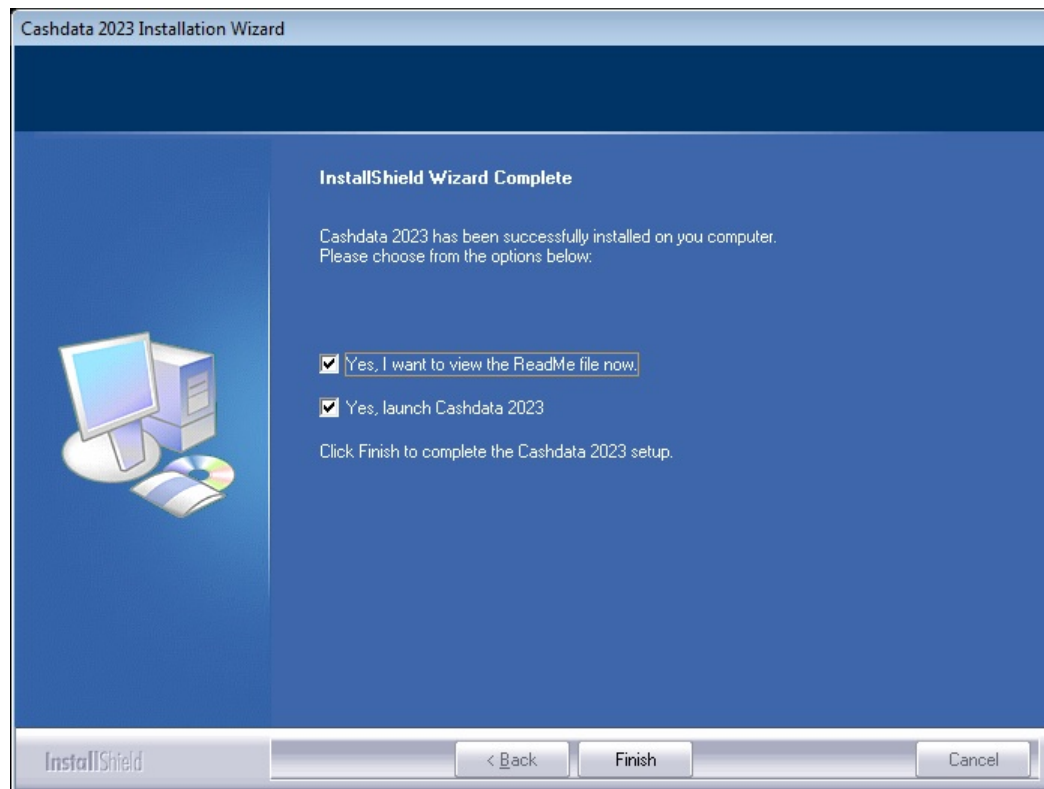 Cashdata 2023 Installation Wizard
InstallShield Wizard Complete
Cashdata 2023 has been successfully installed on you computer.
Please choose from the options below:
Yes, I want to view the ReadMe file now.
Yes, launch Cashdata 2023
Click Finish to complete the Cashdata 2023 setup.
InstallShield
< Back
Finish
Cancel